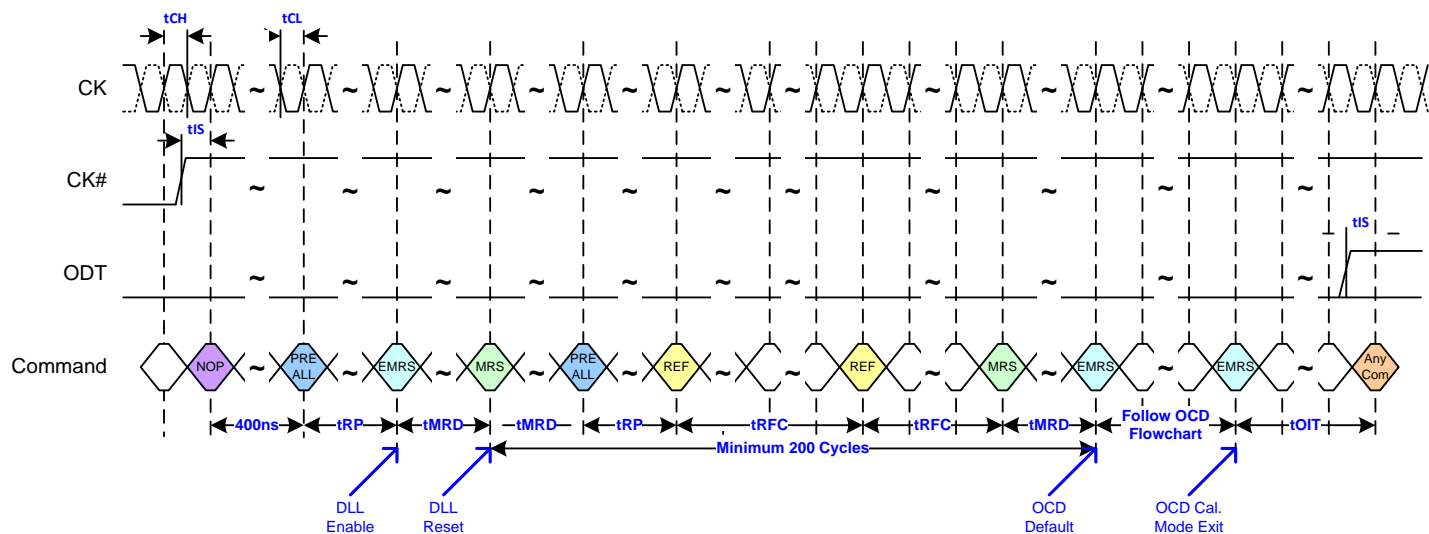 tCH
tCL
CK
~ ~ ~ ~ ~ ~ ~ ~ ~ ~ ~ ~
tIS
CK#
~ ~ ~ ~ ~ ~ ~ ~ ~ ~ ~ ~
tIS
ODT
~ ~ ~ ~ ~ ~ ~ ~ ~ ~ ~ ~
Command
NOP
~
PRE
ALL
~
EMRS
~
MRS
~
PRE
ALL
~
REF
~
~
REF
~
MRS
~
EMRS
~
EMRS
~
Any
Com
400ns
tRP
tMRD
tMRD
tRP
tRFC
tRFC
tMRD
Follow OCD
Flowchart
tOIT
Minimum 200 Cycles
DLL
Enable
DLL
Reset
OCD
Default
OCD Cal.
Mode Exit